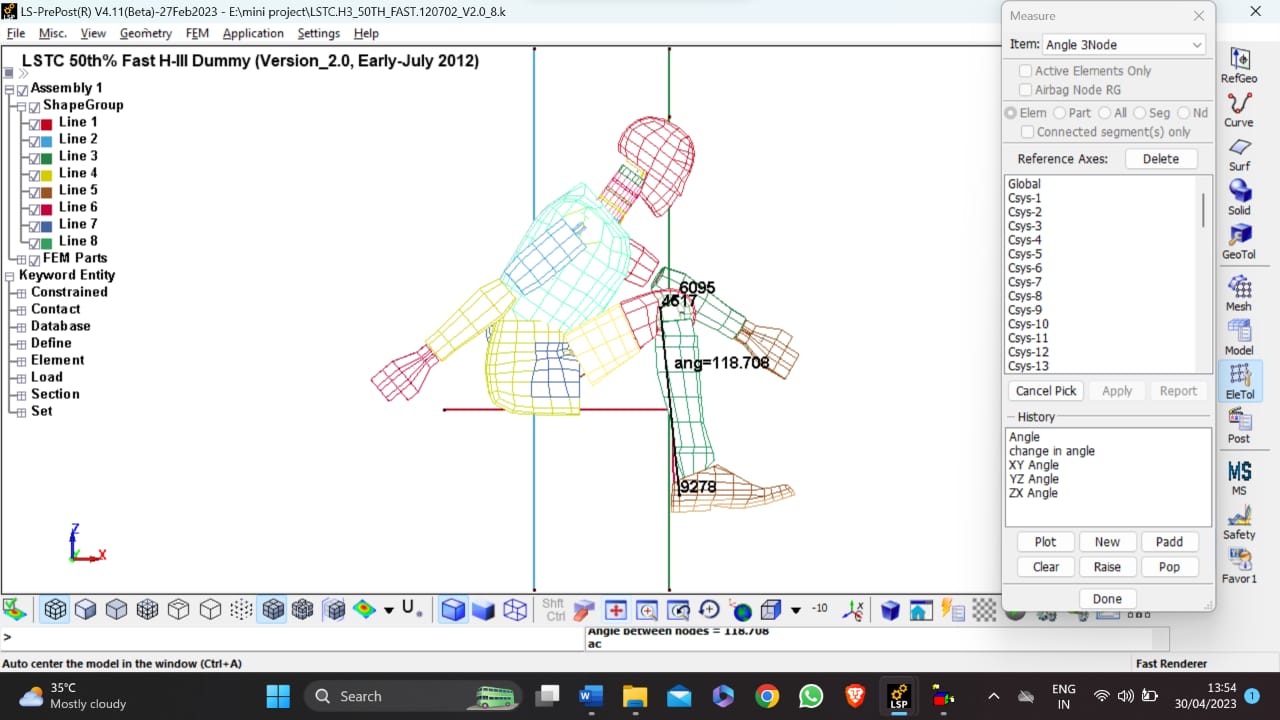 LS-PrePost(R) V4.11(Beta)-27Feb2023 - E:\mini project\LSTC.H3_50TH_FAST.120702_V2.0_8.k
File Misc. View Geometry FEM Application Settings Help
LSTC 50th% Fast H-III Dummy (Version_2.0, Early-July 2012)
Assembly 1
ShapeGroup
Line 1
Line 2
Line 3
Line 4
Line 5
Line 6
Line 7
Line 8
FEM Parts
Keyword Entity
Constrained
Contact
Database
Define
Element
Load
Section
Set
6095
4517
ang=118.708
9278
Z
X
Measure
Item: Angle 3Node
Active Elements Only
Airbag Node RG
Elem Part All Seg Nd
Connected segment(s) only
Reference Axes: Delete
Global
Csys-1
Csys-2
Csys-3
Csys-4
Csys-5
Csys-6
Csys-7
Csys-8
Csys-9
Csys-10
Csys-11
Csys-12
Csys-13
Cancel Pick Apply Report
History
Angle
change in angle
XY Angle
YZ Angle
ZX Angle
Plot New Padd
Clear Raise Pop
Done
RefGeo
Curve
Surf
Solid
GeoTol
Mesh
Model
EleTol
Post
MS
MS
Safety
Favor1
Shft
Ctrl
-10
>
Angle between nodes = 118.708
ac
Auto center the model in the window (Ctrl+A)
Fast Renderer
35°C
Mostly cloudy
Search
LSP
ENG
IN
13:54
30/04/2023
1